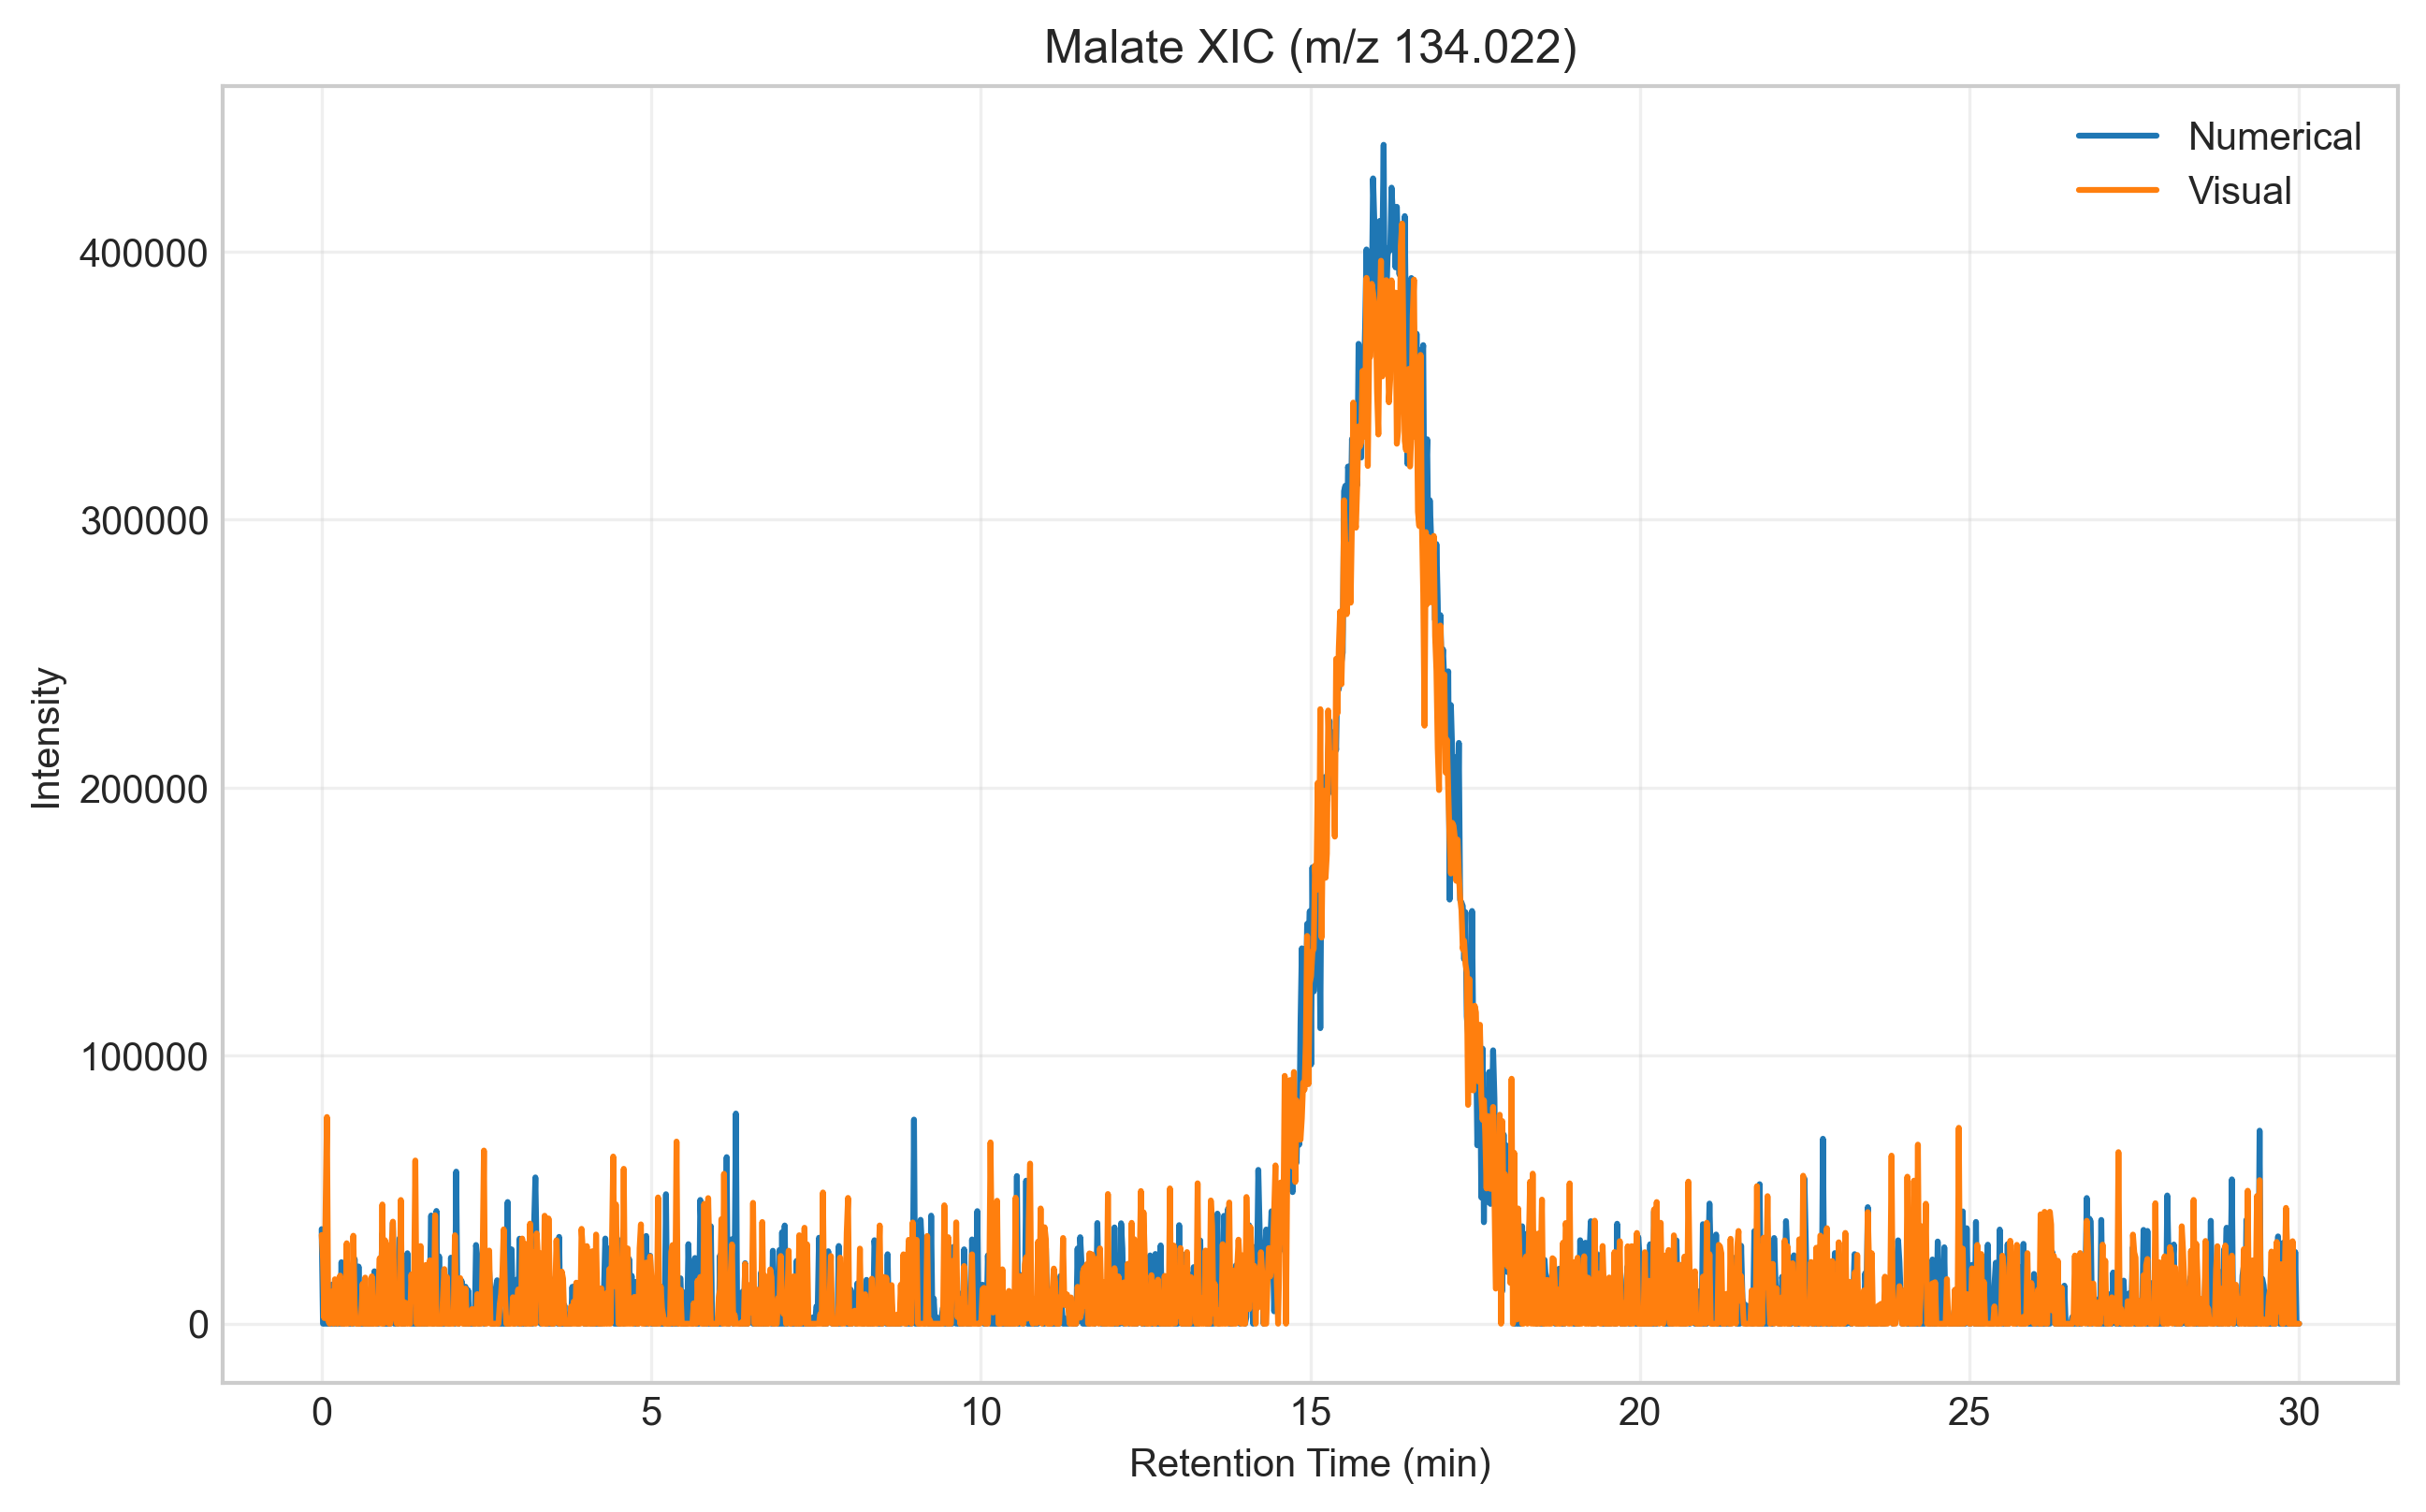 Malate XIC (m/z 134.022)
Numerical
Visual
400000
300000
200000
100000
0
Intensity
0 5 10 15 20 25 30
Retention Time (min)